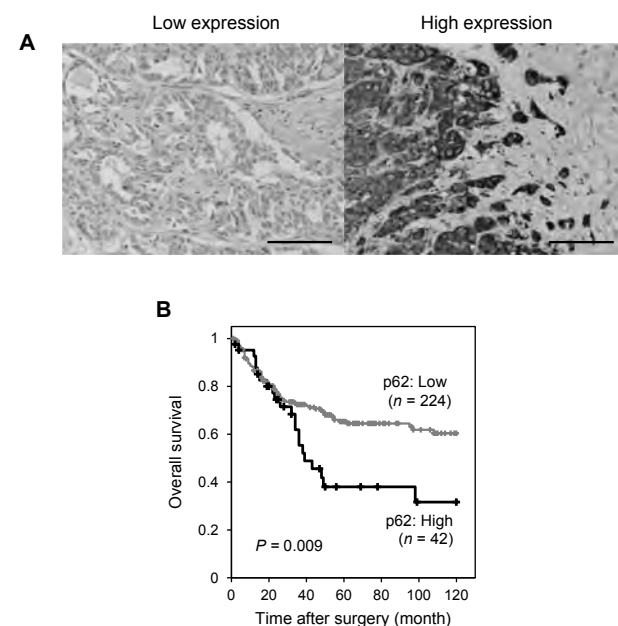 Low expression
High expression
A
B
1
0.8
0.6
0.4
0.2
0
Overall survival
p62: Low
(n = 224)
p62: High
(n = 42)
P = 0.009
0 20 40 60 80 100 120
Time after surgery (month)